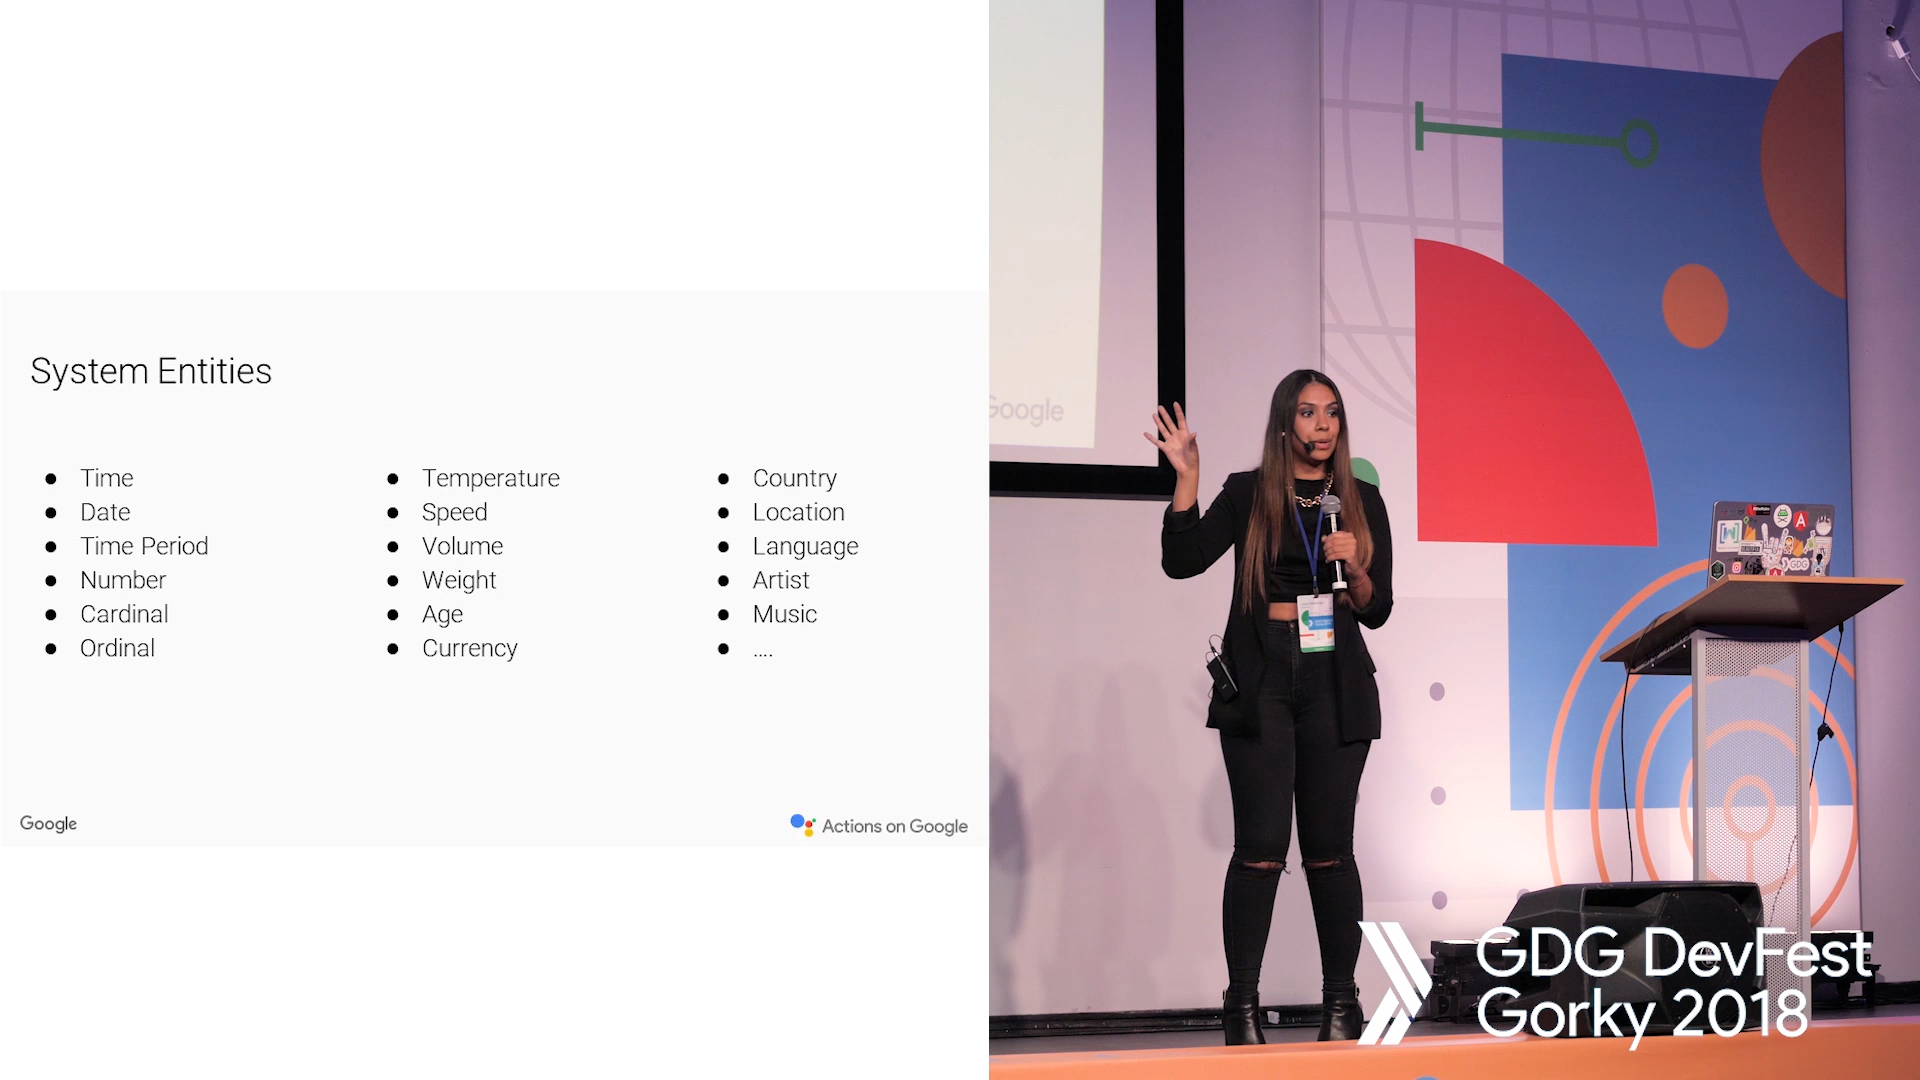 System Entities
● Time
● Date
● Time Period
● Number
● Cardinal
● Ordinal
● Temperature
● Speed
● Volume
● Weight
● Age
● Currency
● Country
● Location
● Language
● Artist
● Music
● ....
Google
Actions on Google
Google
GDG
GDG DevFest
Gorky 2018